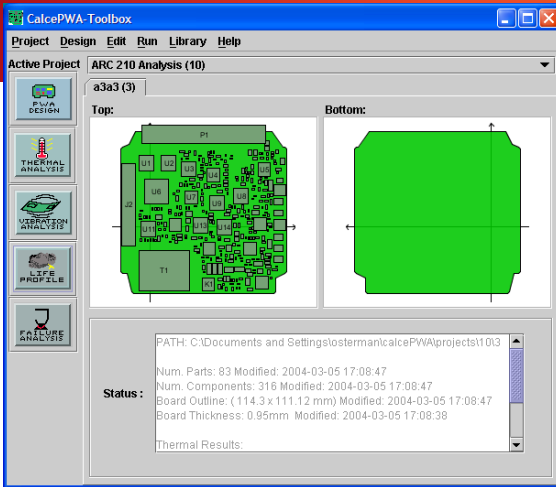 CalcePWA-Toolbox
Project Design Edit Run Library Help
Active Project ARC 210 Analysis (10)
a3a3 (3)
PWA
DESIGN
THERMAL
ANALYSIS
VIBRATION
ANALYSIS
LIFE
PROFILE
FAILURE
ANALYSIS
Top:
P1
U1 U2 U3 U4 U5
J2 U6 U7 U9 U8
U11 U13 U14
T1 K1
Bottom:
Status :
PATH: C:\Documents and Settings\osterman\calcePWA\projects\10\3
Num. Parts: 83 Modified: 2004-03-05 17:08:47
Num. Components: 316 Modified: 2004-03-05 17:08:47
Board Outline: ( 114.3 x 111.12 mm) Modified: 2004-03-05 17:08:47
Board Thickness: 0.95mm Modified: 2004-03-05 17:08:38
Thermal Results: